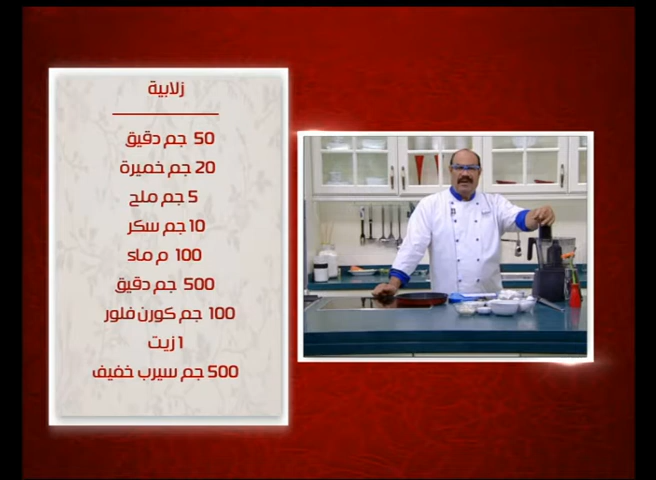 زلابية
50 جم دقيق
20 جم خميرة
5 جم ملح
10 جم سكر
100 م ماء
500 جم دقيق
100 جم كورن فلور
1 زيت
500 جم سيرب خفيف